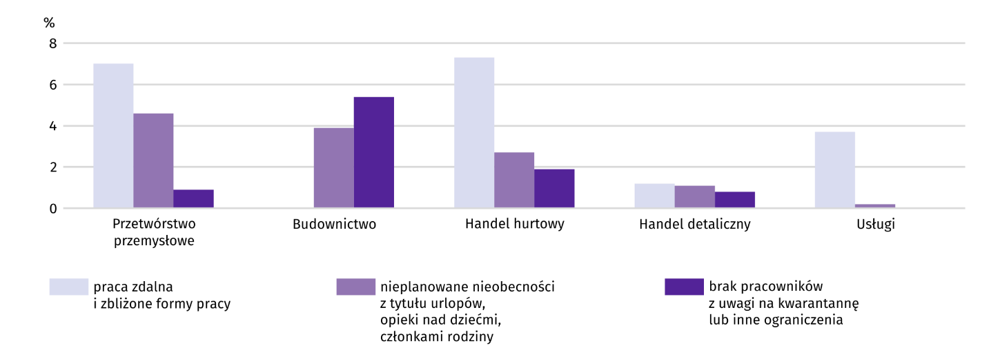 %
8
6
4
2
0
Przetwórstwo
przemysłowe
Budownictwo
Handel hurtowy
Handel detaliczny
Usługi
praca zdalna
i zbliżone formy pracy
nieplanowane nieobecności
z tytułu urlopów,
opieki nad dziećmi,
członkami rodziny
brak pracowników
z uwagi na kwarantannę
lub inne ograniczenia